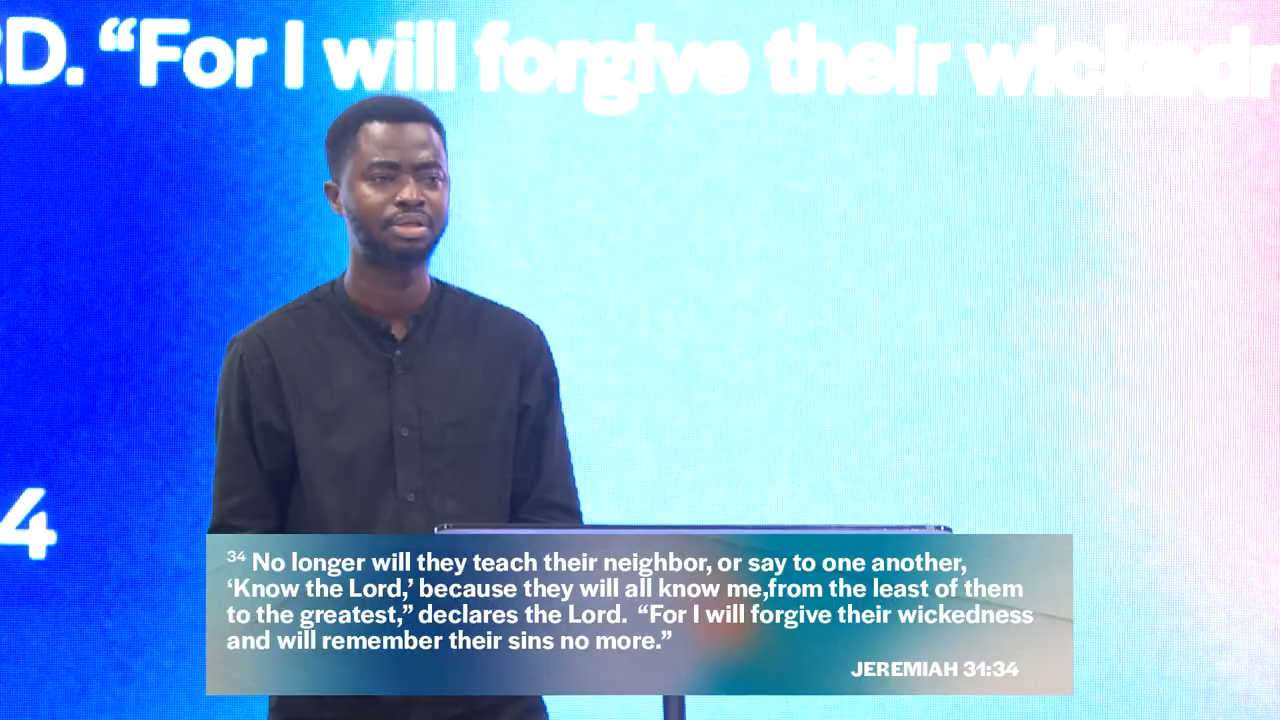 RD. “For I will forgive their
4
³⁴ No longer will they teach their neighbor, or say to one another,
‘Know the Lord,’ because they will all know me,from the least of them
to the greatest,” declares the Lord.  “For I will forgive their wickedness
and will remember their sins no more.”
JEREMIAH 31:34